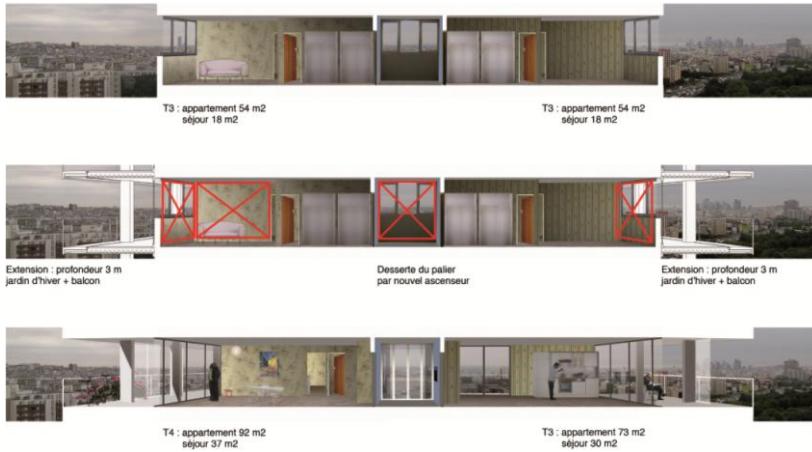 T3 : appartement 54 m2
séjour 18 m2
T3 : appartement 54 m2
séjour 18 m2
Extension : profondeur 3 m
jardin d'hiver + balcon
Desserte du palier
par nouvel ascenseur
Extension : profondeur 3 m
jardin d'hiver + balcon
T4 : appartement 92 m2
séjour 37 m2
T3 : appartement 73 m2
séjour 30 m2